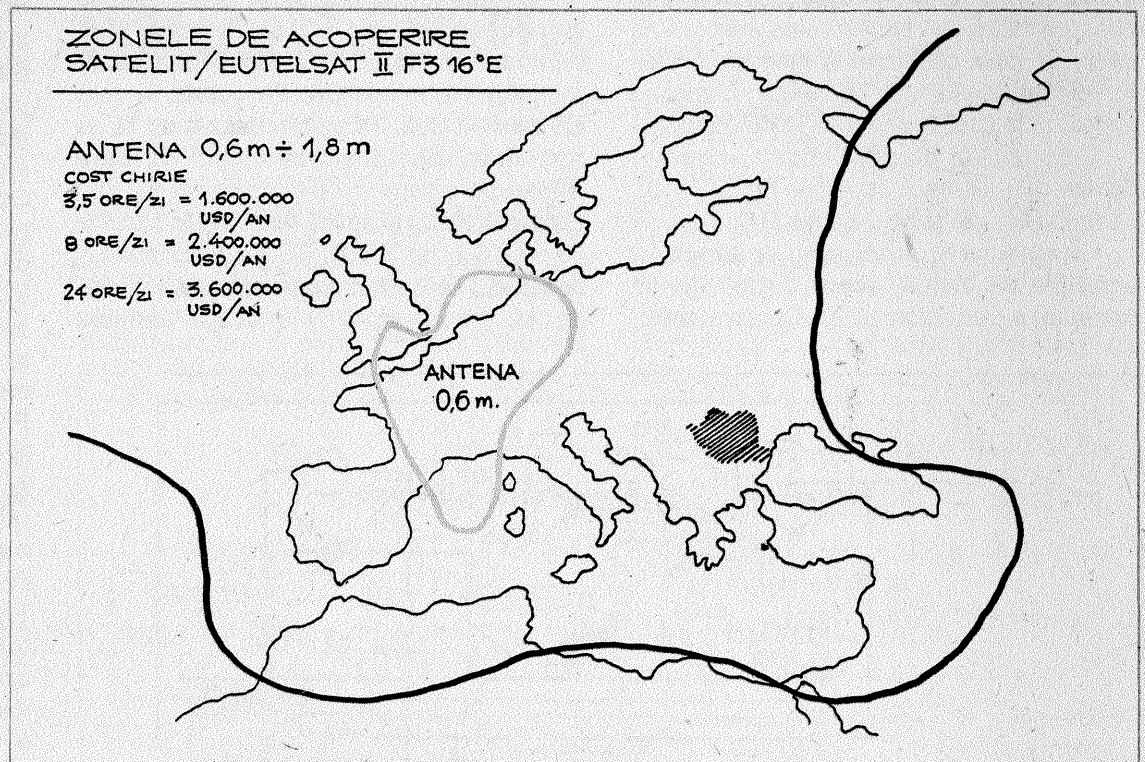 ZONELE DE ACOPERIRE
SATELIT/EUTELSAT II F3 16°E
ANTENA 0,6m÷1,8m
COST CHIRIE
3,5 ORE/ZI = 1.600.000
USD/AN
8 ORE/ZI = 2.400.000
USD/AN
24 ORE/ZI = 3.600.000
USD/AN
ANTENA
0,6m.